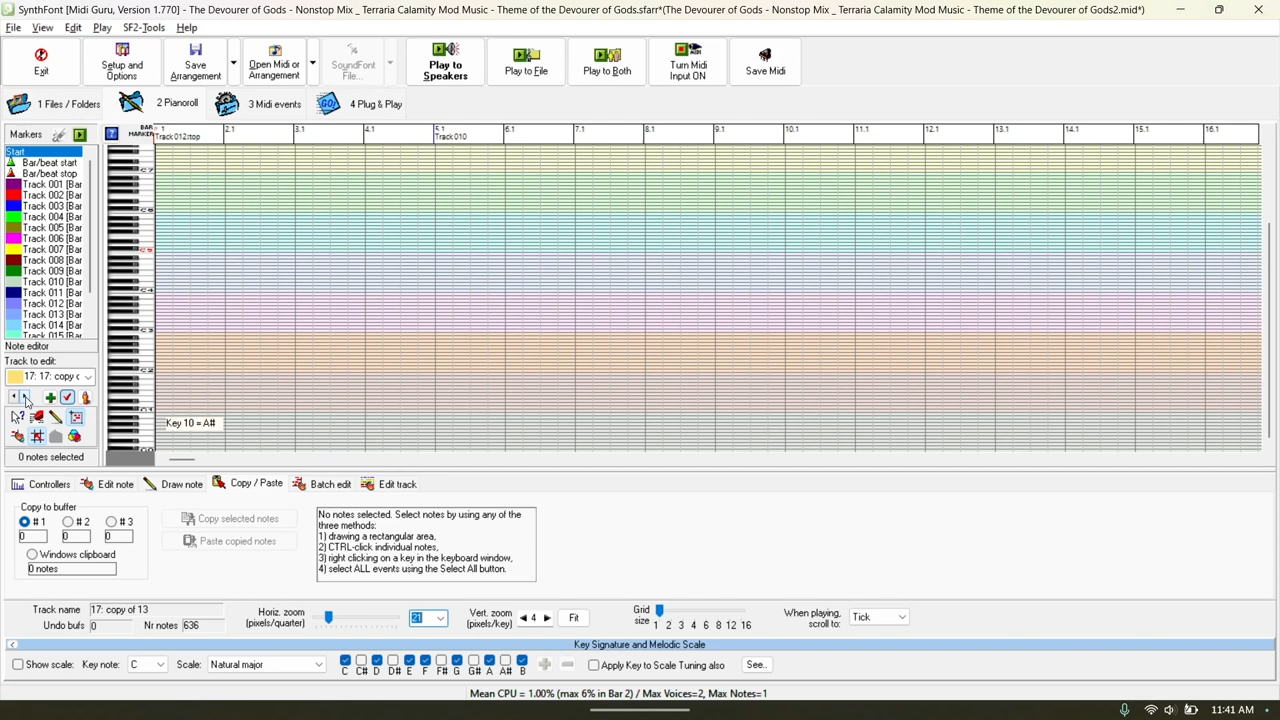 SynthFont [Midi Guru, Version 1.770] - The Devourer of Gods - Nonstop Mix _ Terraria Calamity Mod Music - Theme of the Devourer of Gods.sfarr*(The Devourer of Gods - Nonstop Mix _ Terraria Calamity Mod Music - Theme of the Devourer of Gods2.mid*)
File View Edit Play SF2-Tools Help
Exit
Setup and Options
Save Arrangement
Open Midi or Arrangement
SoundFont File...
Play to Speakers
Play to File
Play to Both
Turn Midi Input ON
Save Midi
1 Files / Folders 2 Pianoroll 3 Midi events 4 Plug & Play
Markers
BAR
MARKER
1 2.1 3.1 4.1 5.1 6.1 7.1 8.1 9.1 10.1 11.1 12.1 13.1 14.1 15.1 16.1
Track 012:top Track 010
Start
Bar/beat start
Bar/beat stop
Track 001 [Bar
Track 002 [Bar
Track 003 [Bar
Track 004 [Bar
Track 005 [Bar
Track 006 [Bar
Track 007 [Bar
Track 008 [Bar
Track 009 [Bar
Track 010 [Bar
Track 011 [Bar
Track 012 [Bar
Track 013 [Bar
Track 014 [Bar
Track 015 [Bar
C 7
C 6
C 5
C 4
C 3
C 2
C 1
C 0
Note editor
Track to edit:
17: 17: copy c
Key 10 = A#
0 notes selected
Controllers Edit note Draw note Copy / Paste Batch edit Edit track
Copy to buffer
# 1 # 2 # 3
0 0 0
Windows clipboard
0 notes
Copy selected notes
Paste copied notes
No notes selected. Select notes by using any of the
three methods:
1) drawing a rectangular area,
2) CTRL-click individual notes,
3) right clicking on a key in the keyboard window,
4) select ALL events using the Select All button.
Track name 17: copy of 13
Undo bufs 0 Nr notes 636
Horiz. zoom
(pixels/quarter)
21
Vert. zoom
(pixels/key)
4
Fit
Grid
size
1 2 3 4 6 8 12 16
When playing,
scroll to:
Tick
Key Signature and Melodic Scale
Show scale: Key note: C Scale: Natural major
C C# D D# E F F# G G# A A# B
Apply Key to Scale Tuning also See..
Mean CPU = 1.00% (max 6% in Bar 2) / Max Voices=2, Max Notes=1
11:41 AM